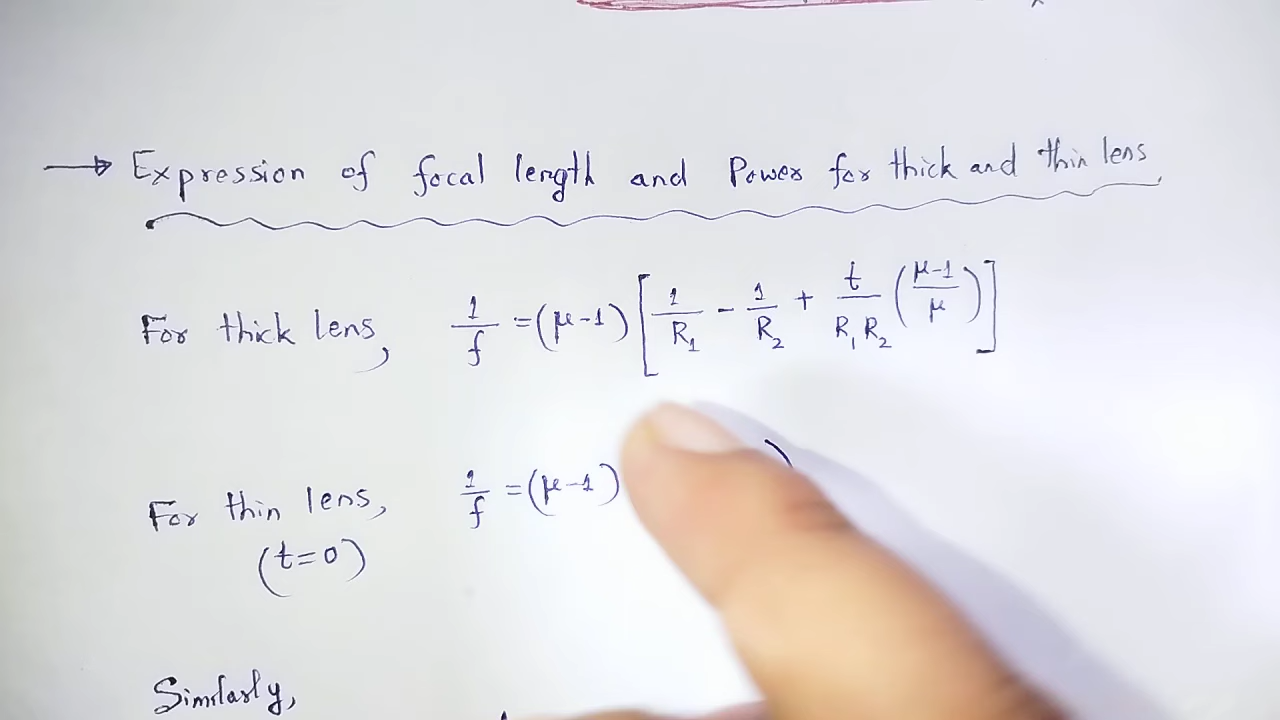 → Expression of focal length and Power for thick and thin lens
For thick lens, 1/f = (μ-1) [1/R₁ - 1/R₂ + t/R₁R₂ (μ-1/μ)]
For thin lens, 1/f = (μ-1) )
(t=0)
Similarly,